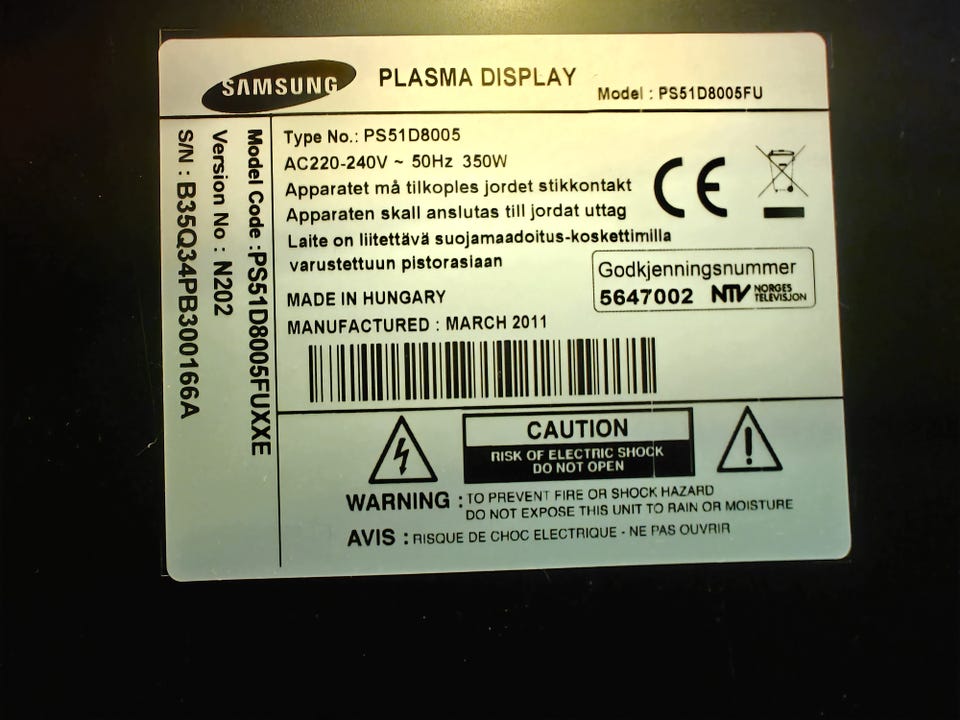 SAMSUNG PLASMA DISPLAY Model : PS51D8005FU
Type No.: PS51D8005
AC220-240V ~ 50Hz 350W
Apparatet må tilkoples jordet stikkontakt
Apparaten skall anslutas till jordat uttag
Laite on liitettävä suojamaadoitus-koskettimilla
varustettuun pistorasiaan
MADE IN HUNGARY
MANUFACTURED : MARCH 2011
CE
Godkjenningsnummer
5647002 NTV NORGES
TELEVISJON
Model Code :PS51D8005FUXXE
Version No : N202
S/N : B35Q34PB300166A
CAUTION
RISK OF ELECTRIC SHOCK
DO NOT OPEN
WARNING : TO PREVENT FIRE OR SHOCK HAZARD
DO NOT EXPOSE THIS UNIT TO RAIN OR MOISTURE
AVIS : RISQUE DE CHOC ELECTRIQUE - NE PAS OUVRIR